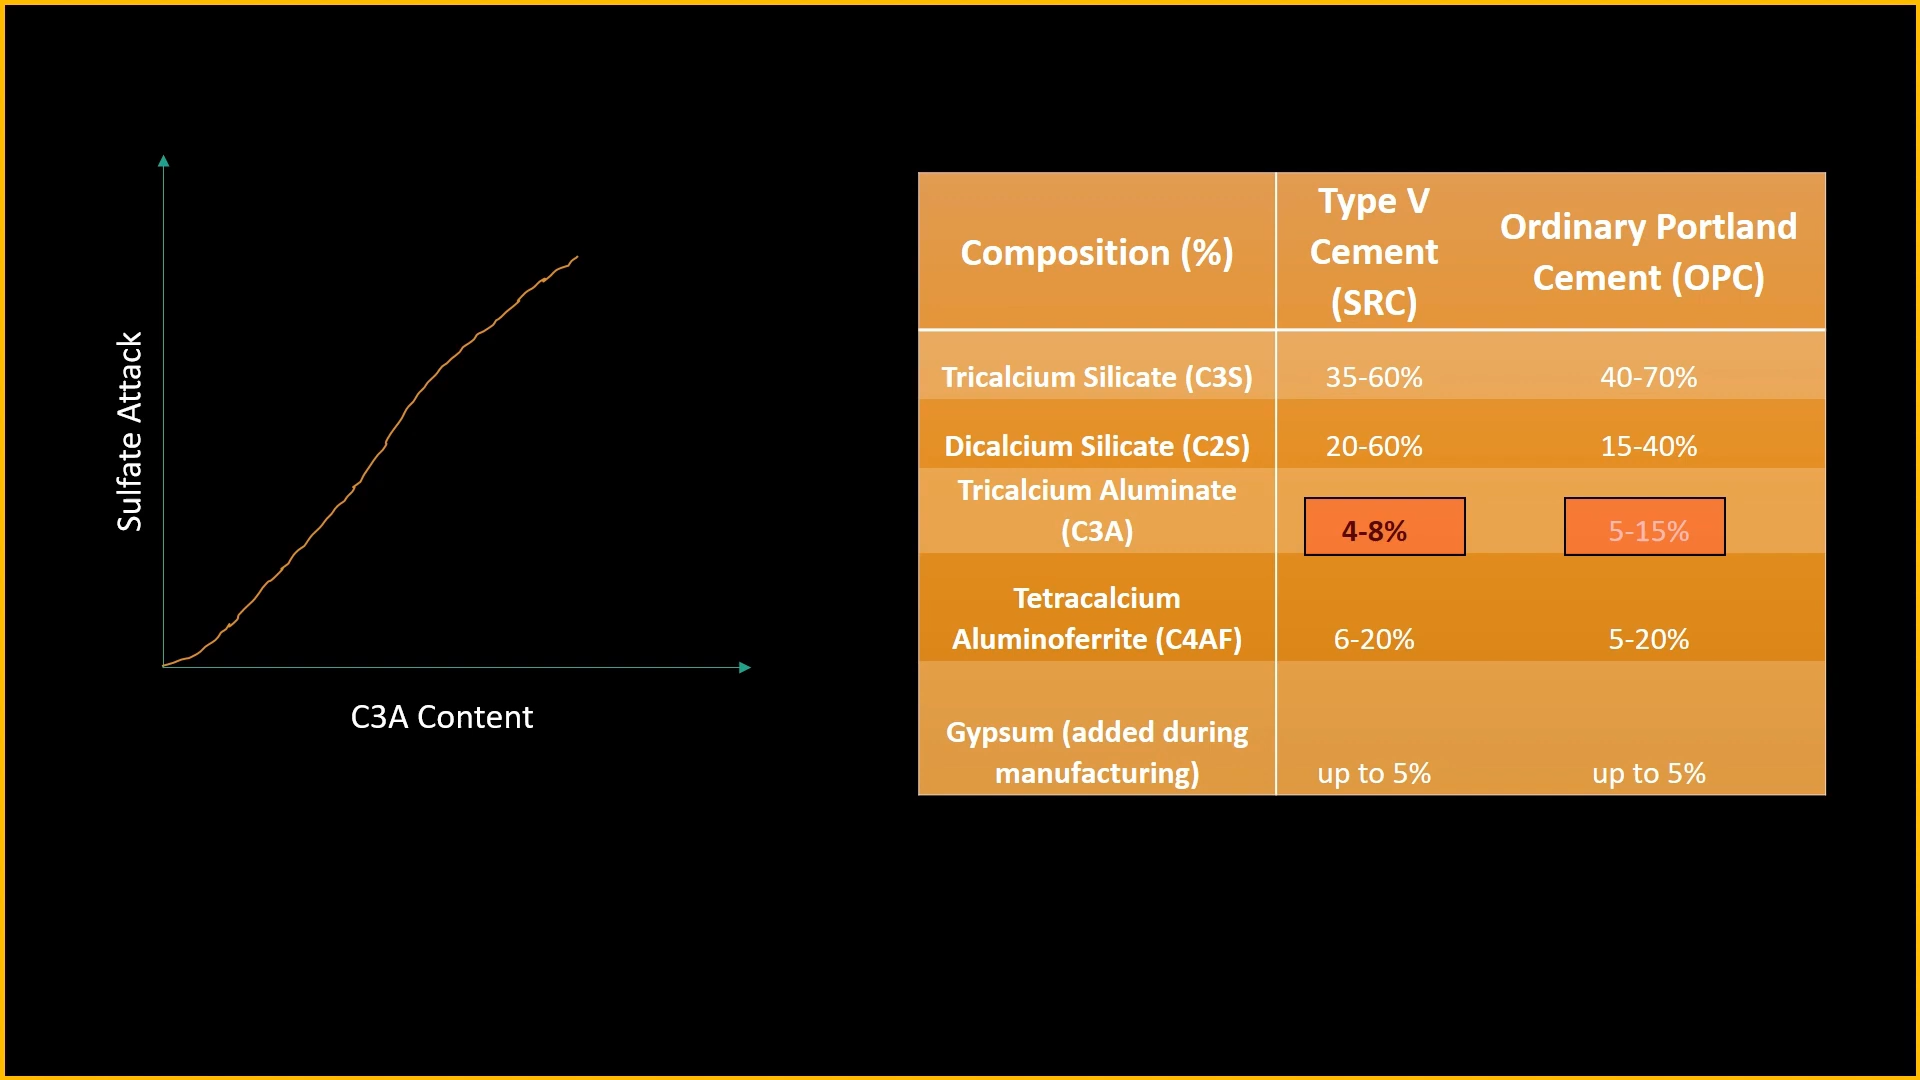 Sulfate Attack
C3A Content
Composition (%)
Type V
Cement
(SRC)
Ordinary Portland
Cement (OPC)
Tricalcium Silicate (C3S)
35-60%
40-70%
Dicalcium Silicate (C2S)
20-60%
15-40%
Tricalcium Aluminate
(C3A)
4-8%
5-15%
Tetracalcium
Aluminoferrite (C4AF)
6-20%
5-20%
Gypsum (added during
manufacturing)
up to 5%
up to 5%